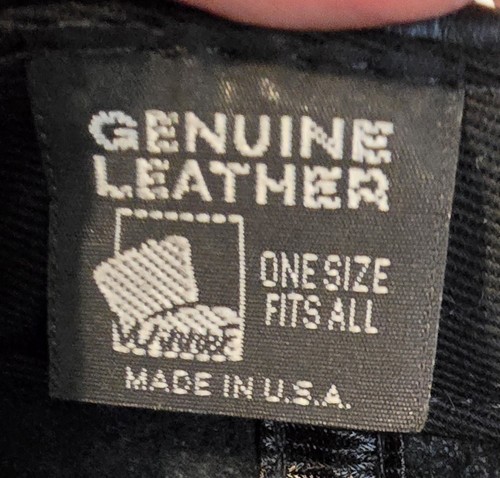 GENUINE
LEATHER
ONE SIZE
FITS ALL
MADE IN U.S.A.